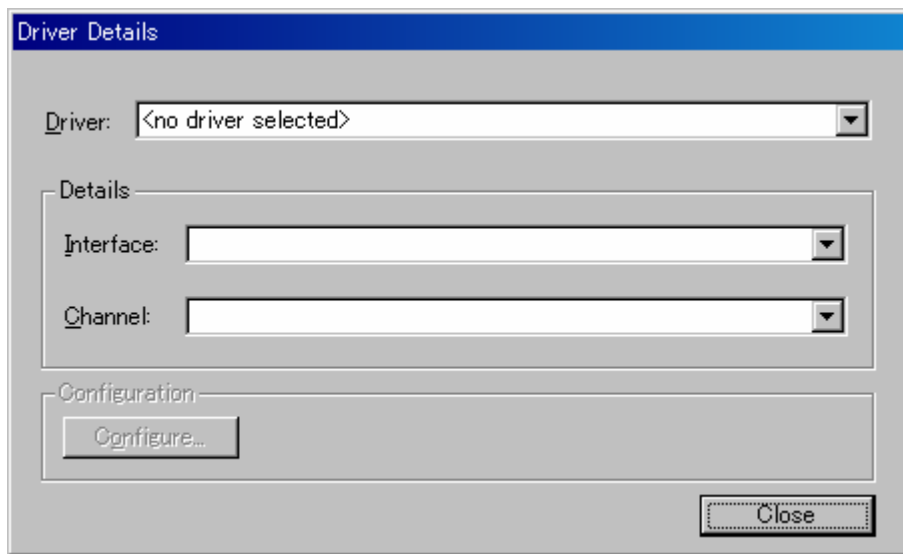 Driver Details
Driver: <no driver selected>
Details
Interface:
Channel:
Configuration
Configure...
Close